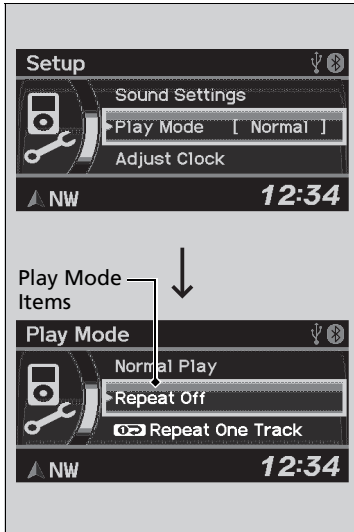 Setup
Sound Settings
Play Mode [ Normal ]
Adjust Clock
NW
12:34
Play Mode
Items
Play Mode
Normal Play
Repeat Off
Repeat One Track
NW
12:34